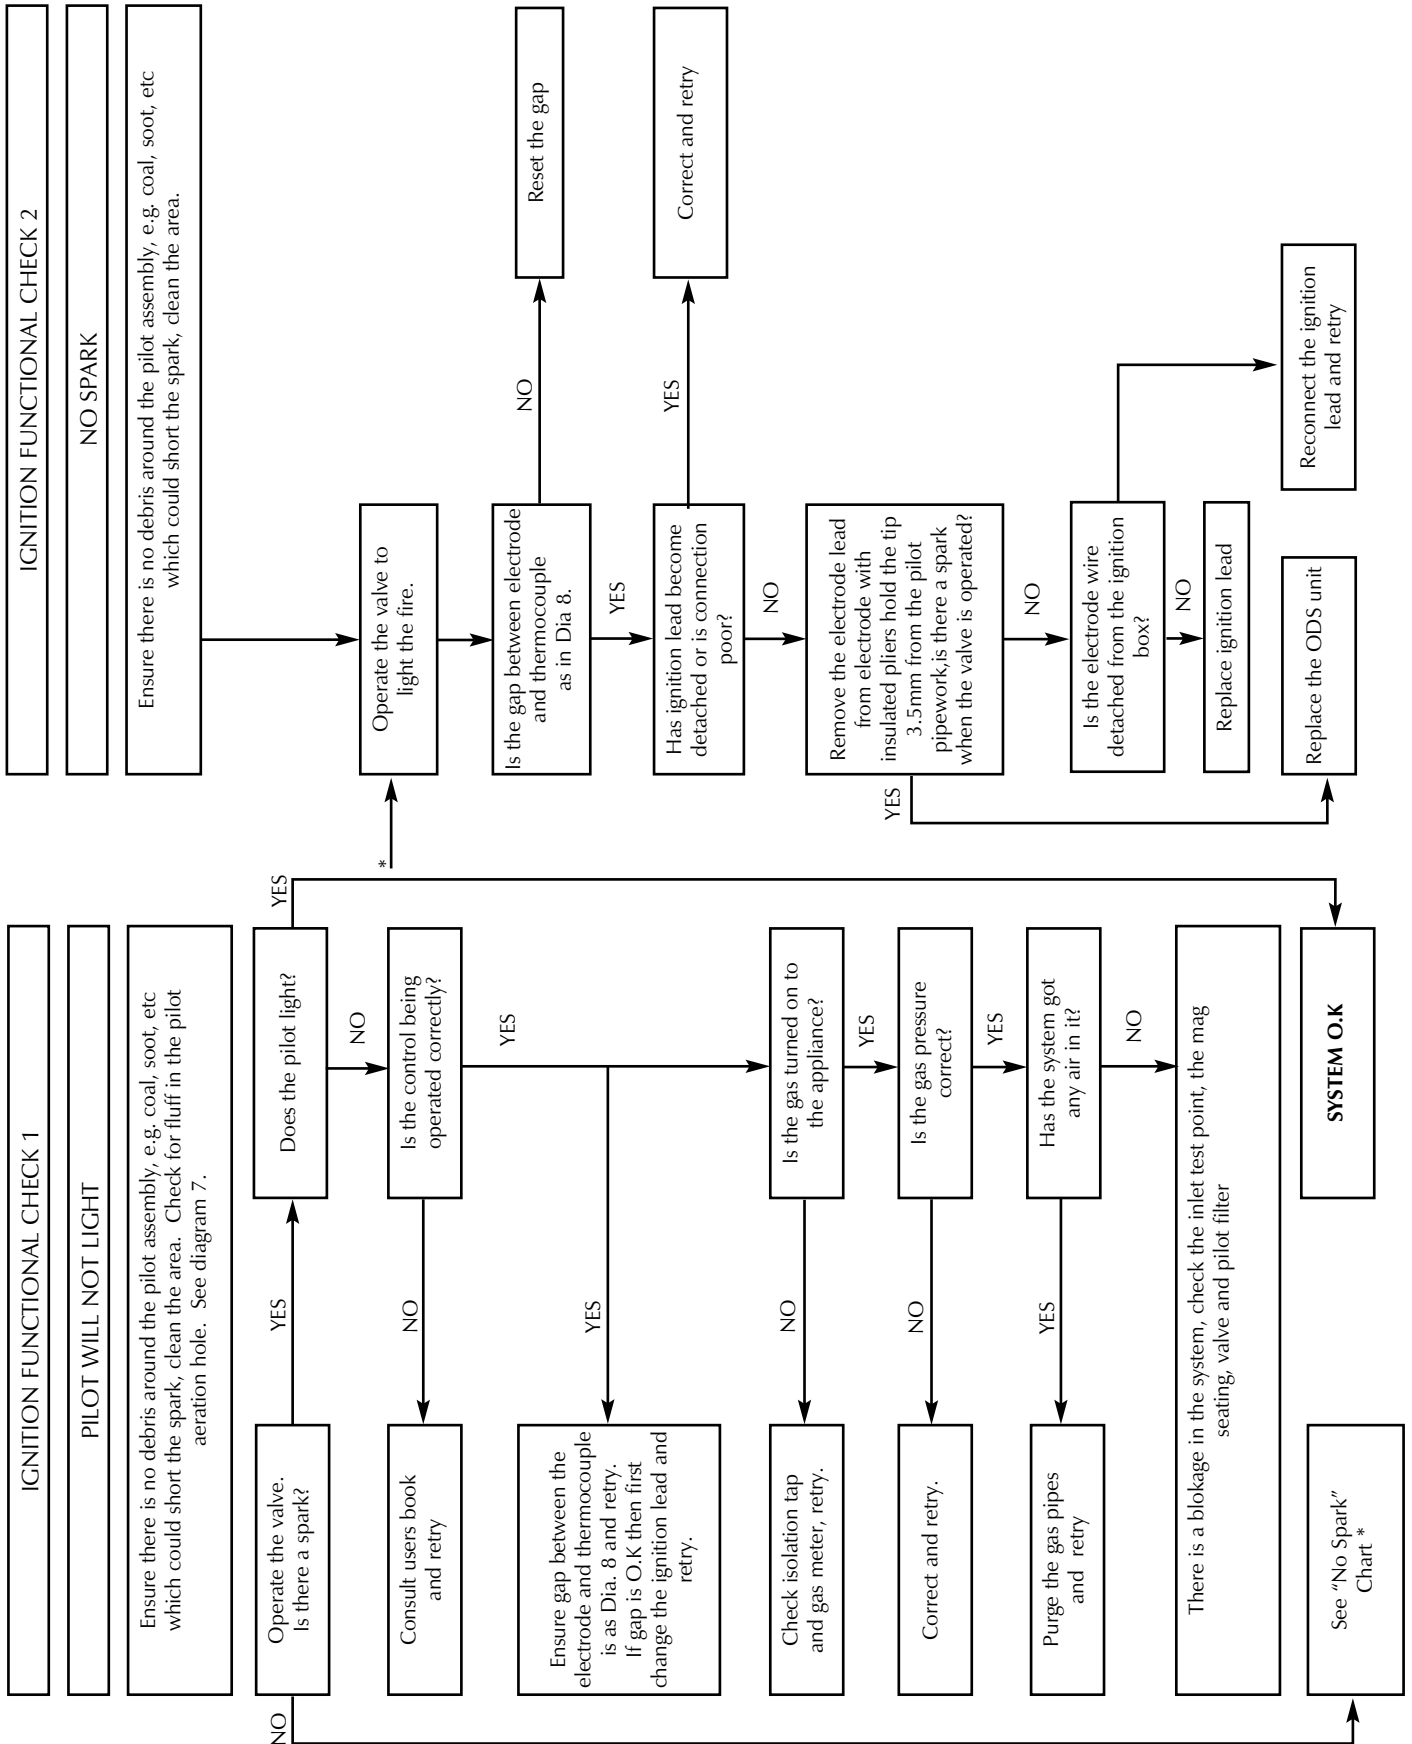 IGNITION FUNCTIONAL CHECK 1
PILOT WILL NOT LIGHT
Ensure there is no debris around the pilot assembly, e.g. coal, soot, etc
which could short the spark, clean the area. Check for fluff in the pilot
aeration hole. See diagram 7.
Operate the valve.
Is there a spark?
NO
YES
Does the pilot light?
YES
NO
Is the control being
operated correctly?
NO
Consult users book
and retry
YES
YES
Ensure gap between the
electrode and thermocouple
is as Dia. 8 and retry.
If gap is O.K then first
change the ignition lead and
retry.
Is the gas turned on to
the appliance?
NO
Check isolation tap
and gas meter, retry.
YES
Is the gas pressure
correct?
NO
Correct and retry.
YES
Has the system got
any air in it?
YES
Purge the gas pipes
and retry
NO
There is a blokage in the system, check the inlet test point, the mag
seating, valve and pilot filter
See “No Spark”
Chart *
SYSTEM O.K
IGNITION FUNCTIONAL CHECK 2
NO SPARK
Ensure there is no debris around the pilot assembly, e.g. coal, soot, etc
which could short the spark, clean the area.
*
Operate the valve to
light the fire.
Is the gap between electrode
and thermocouple
as in Dia 8.
NO
Reset the gap
YES
Has ignition lead become
detached or is connection
poor?
YES
Correct and retry
NO
Remove the electrode lead
from electrode with
insulated pliers hold the tip
3.5mm from the pilot
pipework,is there a spark
when the valve is operated?
YES
NO
Is the electrode wire
detached from the ignition
box?
NO
Replace ignition lead
Replace the ODS unit
Reconnect the ignition
lead and retry